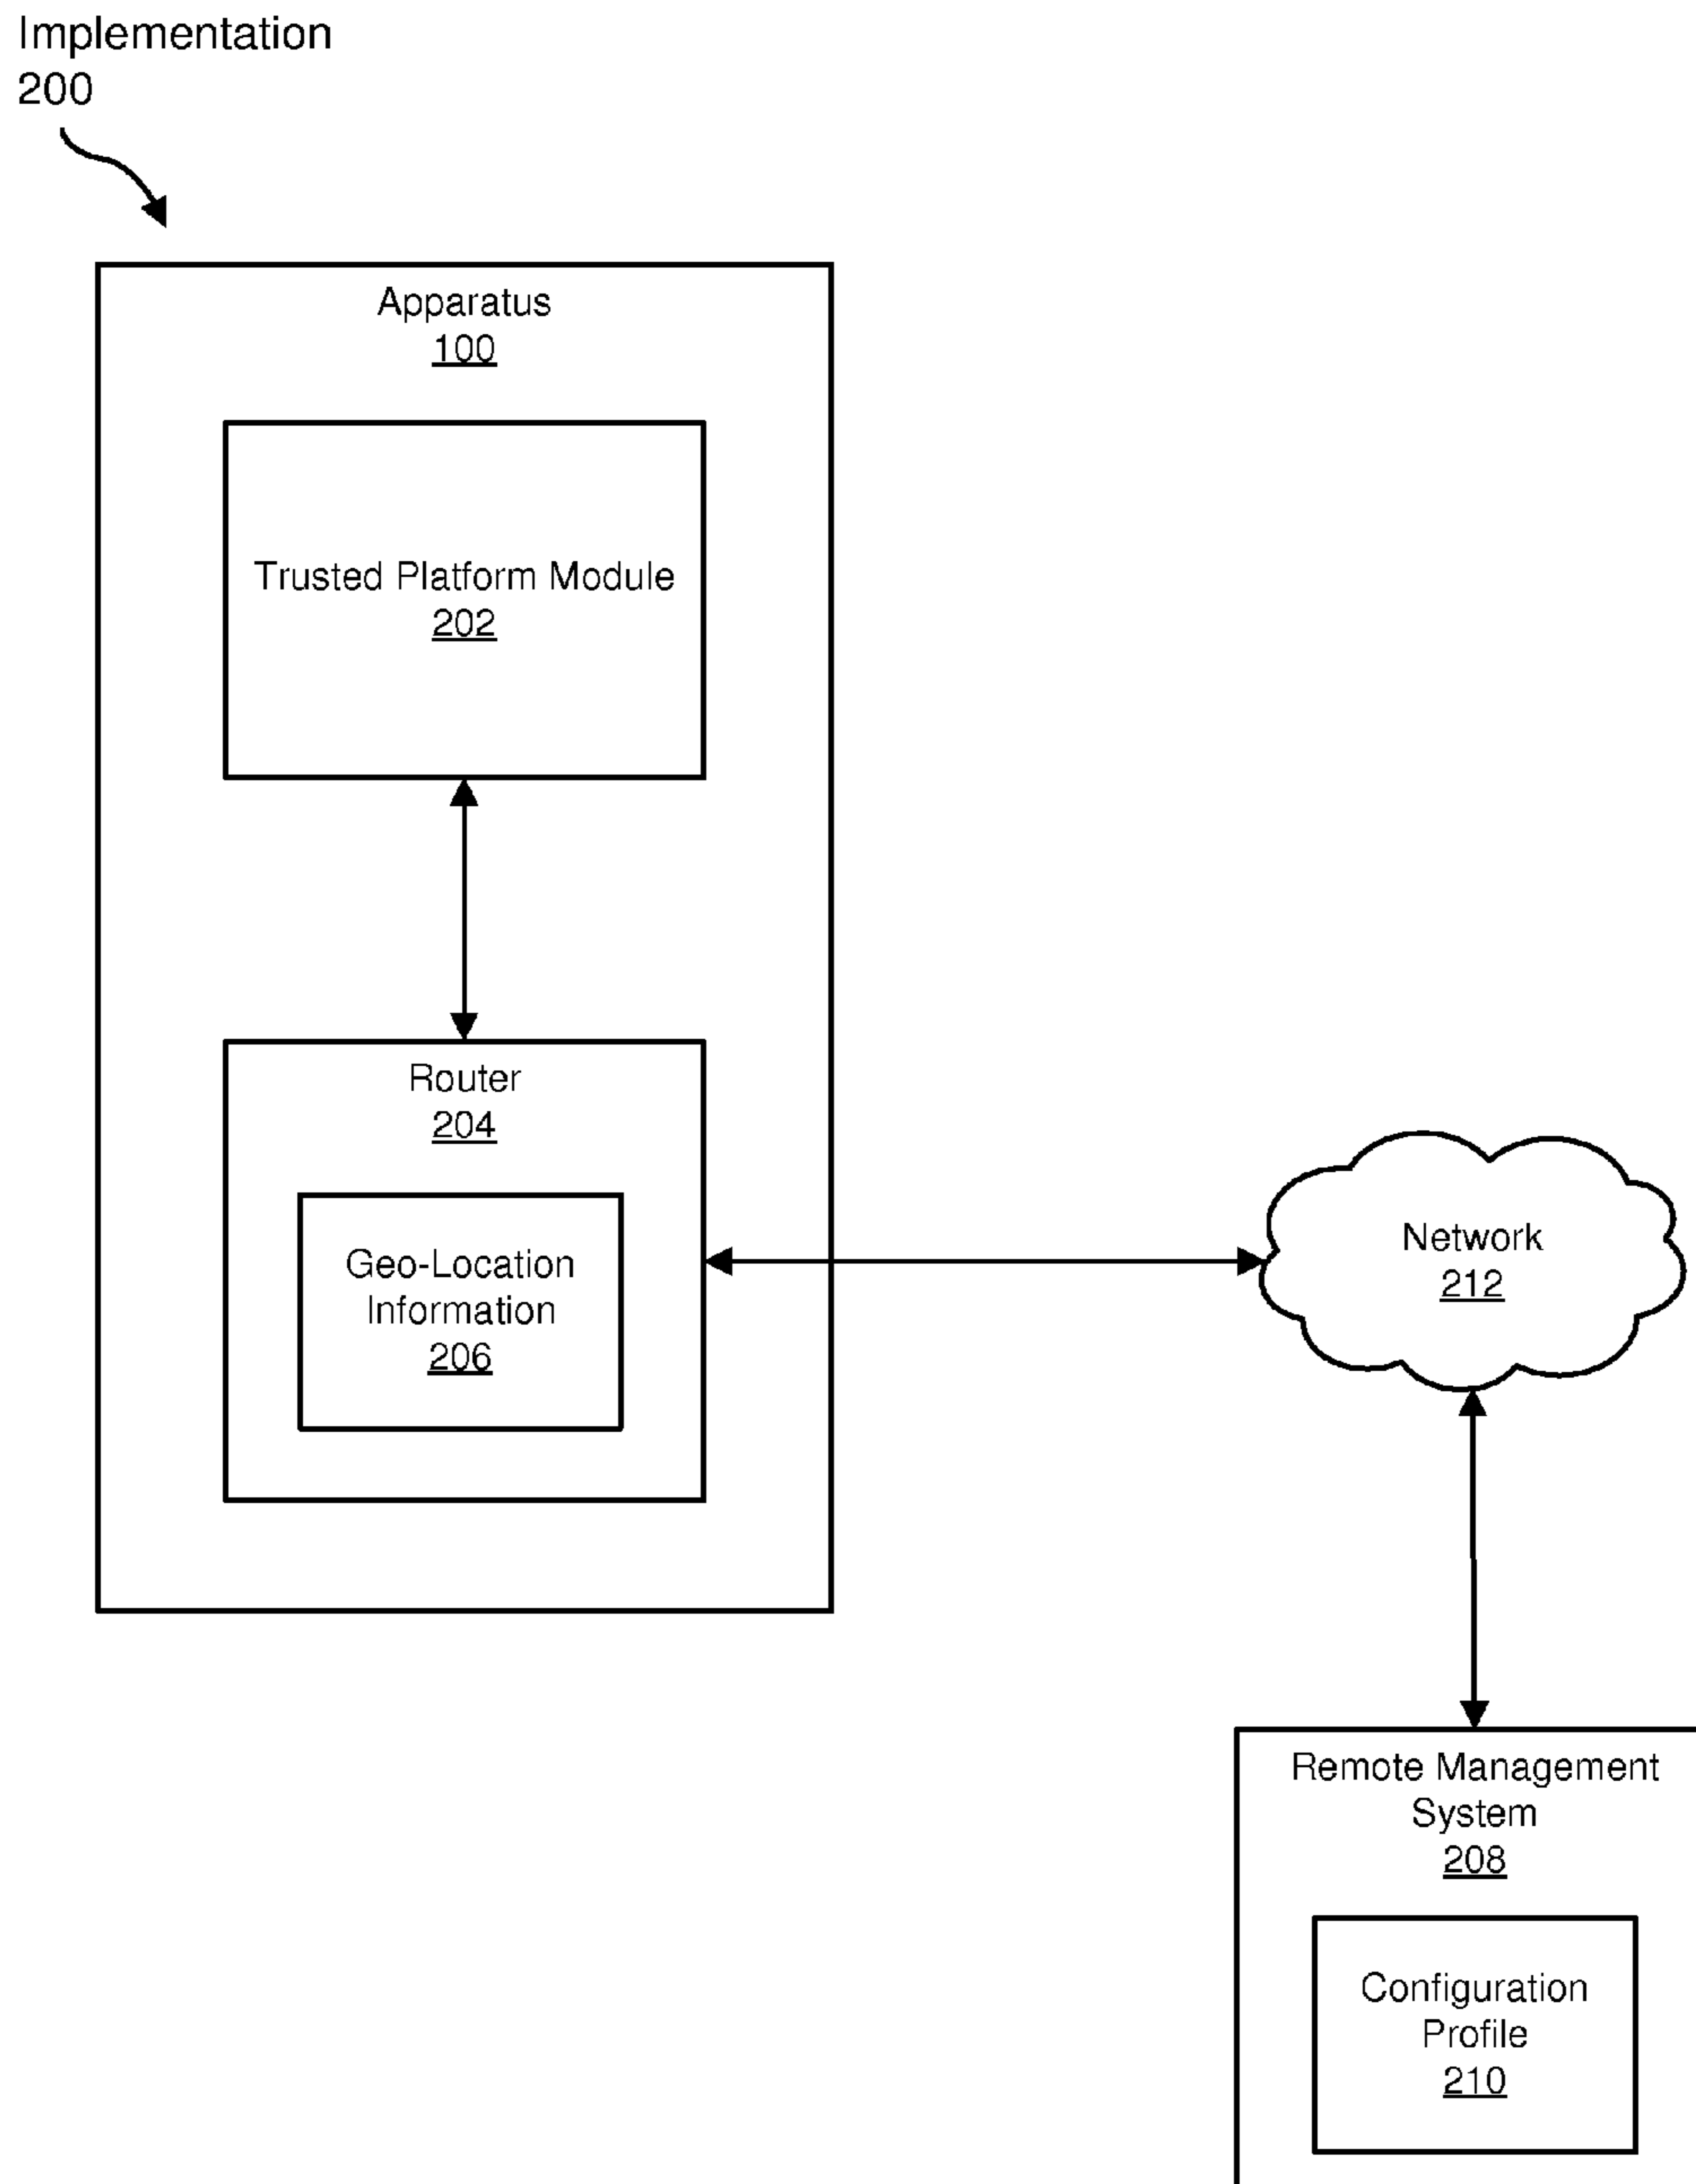 Implementation
200
Apparatus
100
Trusted Platform Module
202
Router
204
Geo-Location
Information
206
Network
212
Remote Management
System
208
Configuration
Profile
210